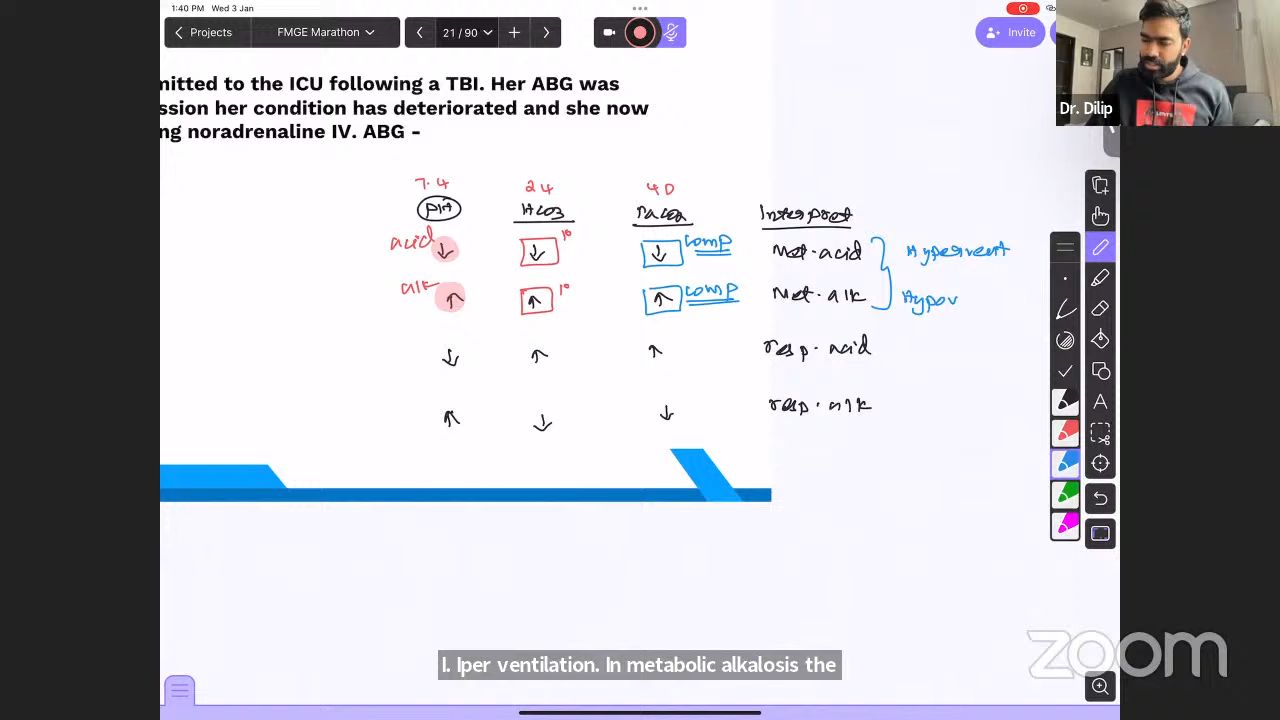 1:40 PM Wed 3 Jan
Projects FMGE Marathon 21 / 90 Invite
mitted to the ICU following a TBI. Her ABG was
ssion her condition has deteriorated and she now
ng noradrenaline IV. ABG -
Dr. Dilip
7.4 24 40
PH HCO3 PaCO2 Interpret
acid ↓ ↓ 1° ↓ comp Met. acid Hypervent
alk ↑ ↑ 1° ↑ comp Met. alk Hypov
↓ ↑ ↑ resp. acid
↑ ↓ ↓ resp. alk
A
I. Iper ventilation. In metabolic alkalosis the
zoom